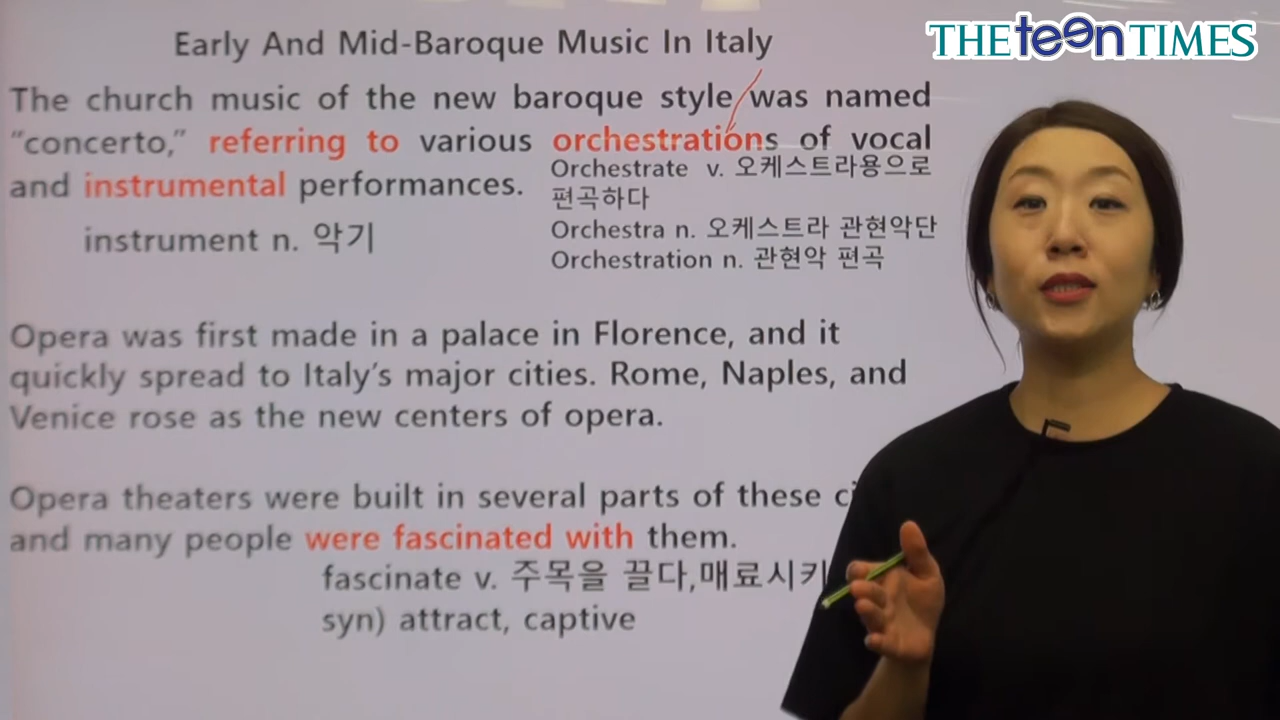 THE teen TIMES
Early And Mid-Baroque Music In Italy
The church music of the new baroque style was named
“concerto,” referring to various orchestrations of vocal
and instrumental performances.
Orchestrate v. 오케스트라용으로
편곡하다
instrument n. 악기
Orchestra n. 오케스트라 관현악단
Orchestration n. 관현악 편곡
Opera was first made in a palace in Florence, and it
quickly spread to Italy’s major cities. Rome, Naples, and
Venice rose as the new centers of opera.
Opera theaters were built in several parts of these
and many people were fascinated with them.
fascinate v. 주목을 끌다,매료시키
syn) attract, captive